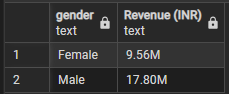 gender Revenue (INR)
text text
1 Female 9.56M
2 Male 17.80M